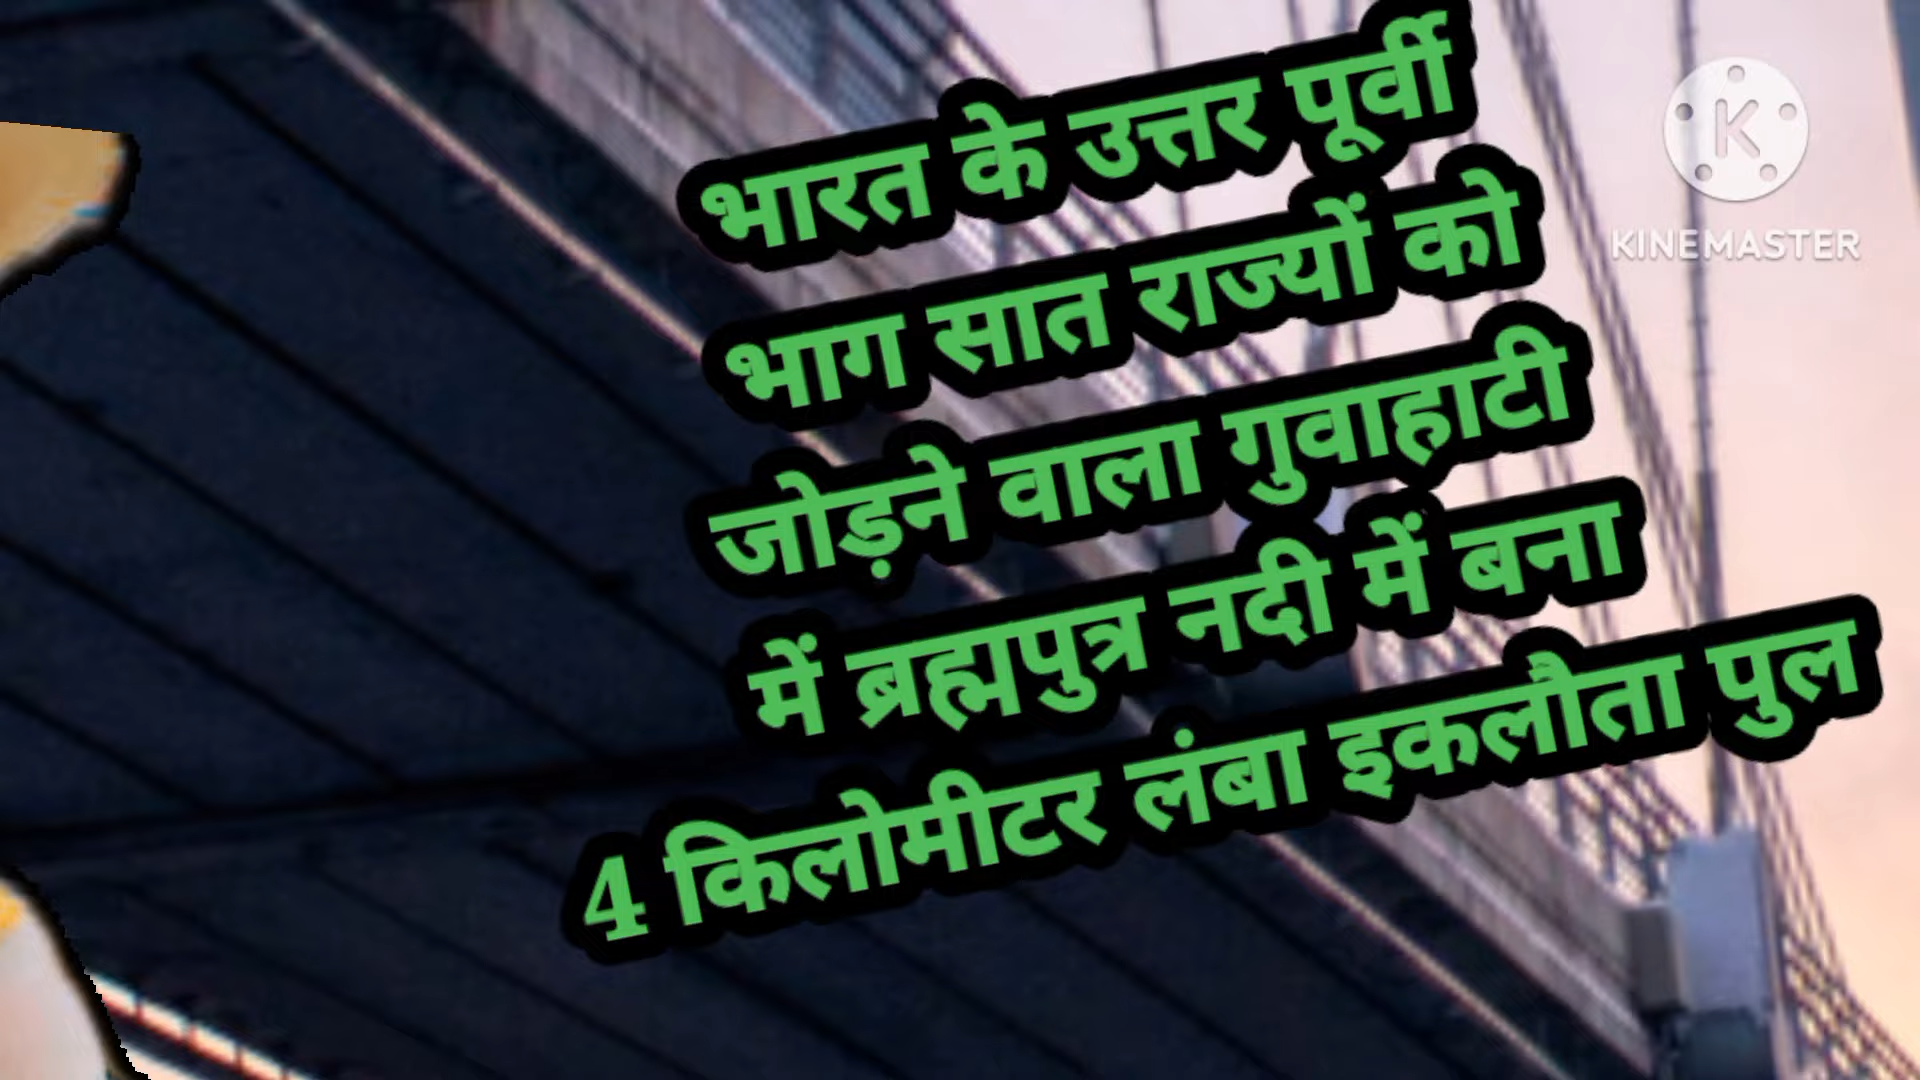 भारत के उत्तर पूर्वी
भाग सात राज्यों को
जोड़ने वाला गुवाहाटी
में ब्रह्मपुत्र नदी में बना
4 किलोमीटर लंबा इकलौता पुल
K
KINEMASTER